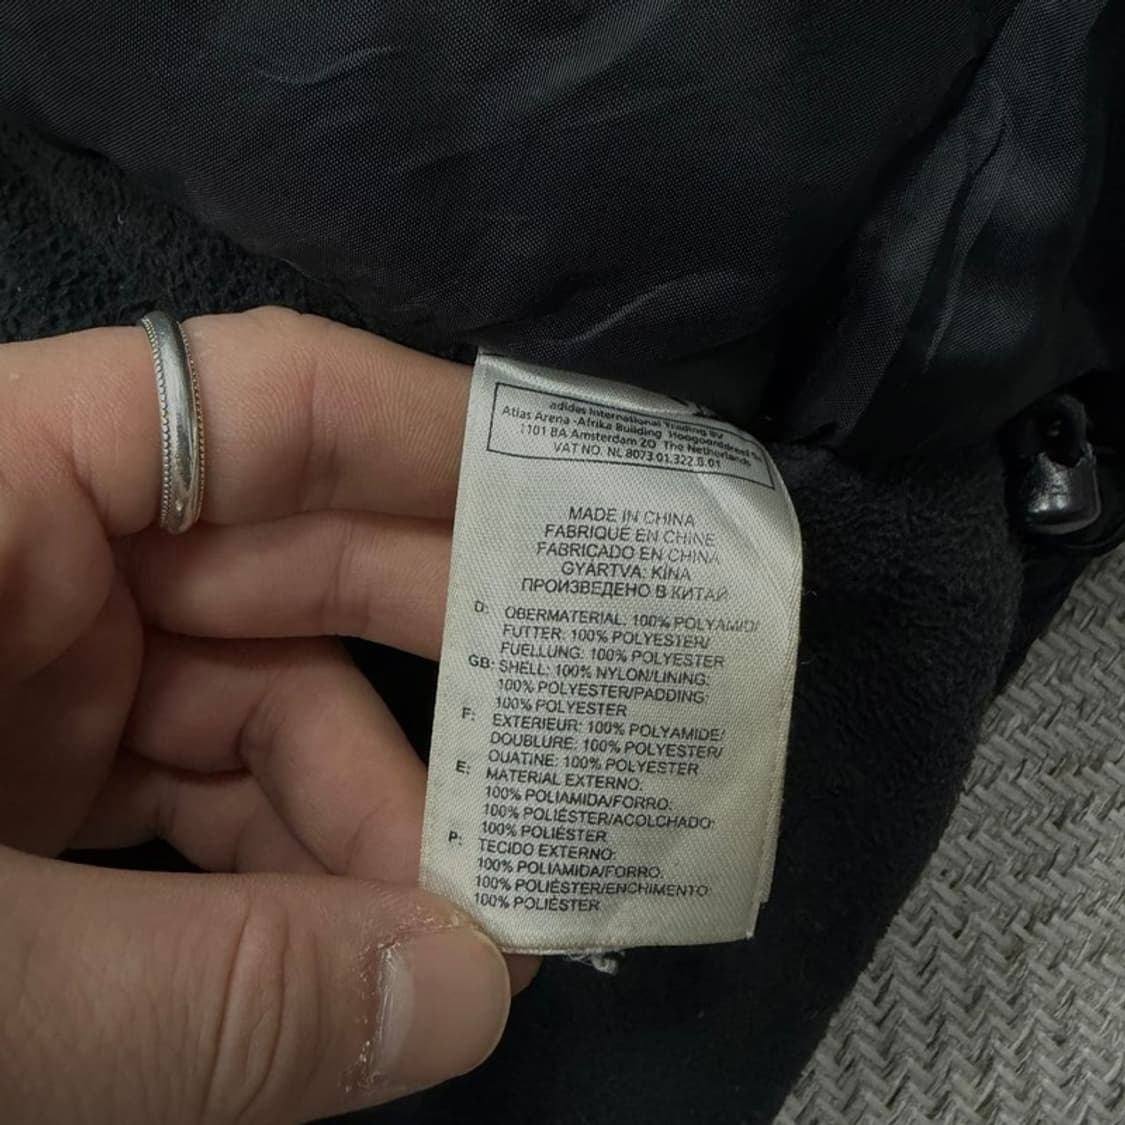 adidas International Trading BV
Atlas Arena -Afrika Building Hoogoorddreef
1101 BA Amsterdam ZO The Netherlands
VAT NO. NL 8073.01.322.B.01
MADE IN CHINA
FABRIQUÉ EN CHINE
FABRICADO EN CHINA
GYÁRTVA: KÍNA
ПРОИЗВЕДЕНО В КИТАЙ
D: OBERMATERIAL: 100% POLYAMID/
FUTTER: 100% POLYESTER/
FUELLUNG: 100% POLYESTER
GB: SHELL: 100% NYLON/LINING:
100% POLYESTER/PADDING:
100% POLYESTER
F: EXTERIEUR: 100% POLYAMIDE/
DOUBLURE: 100% POLYESTER/
OUATINE: 100% POLYESTER
E: MATERIAL EXTERNO:
100% POLIAMIDA/FORRO:
100% POLIÉSTER/ACOLCHADO:
100% POLIÉSTER
P: TECIDO EXTERNO:
100% POLIAMIDA/FORRO:
100% POLIÉSTER/ENCHIMENTO:
100% POLIÉSTER